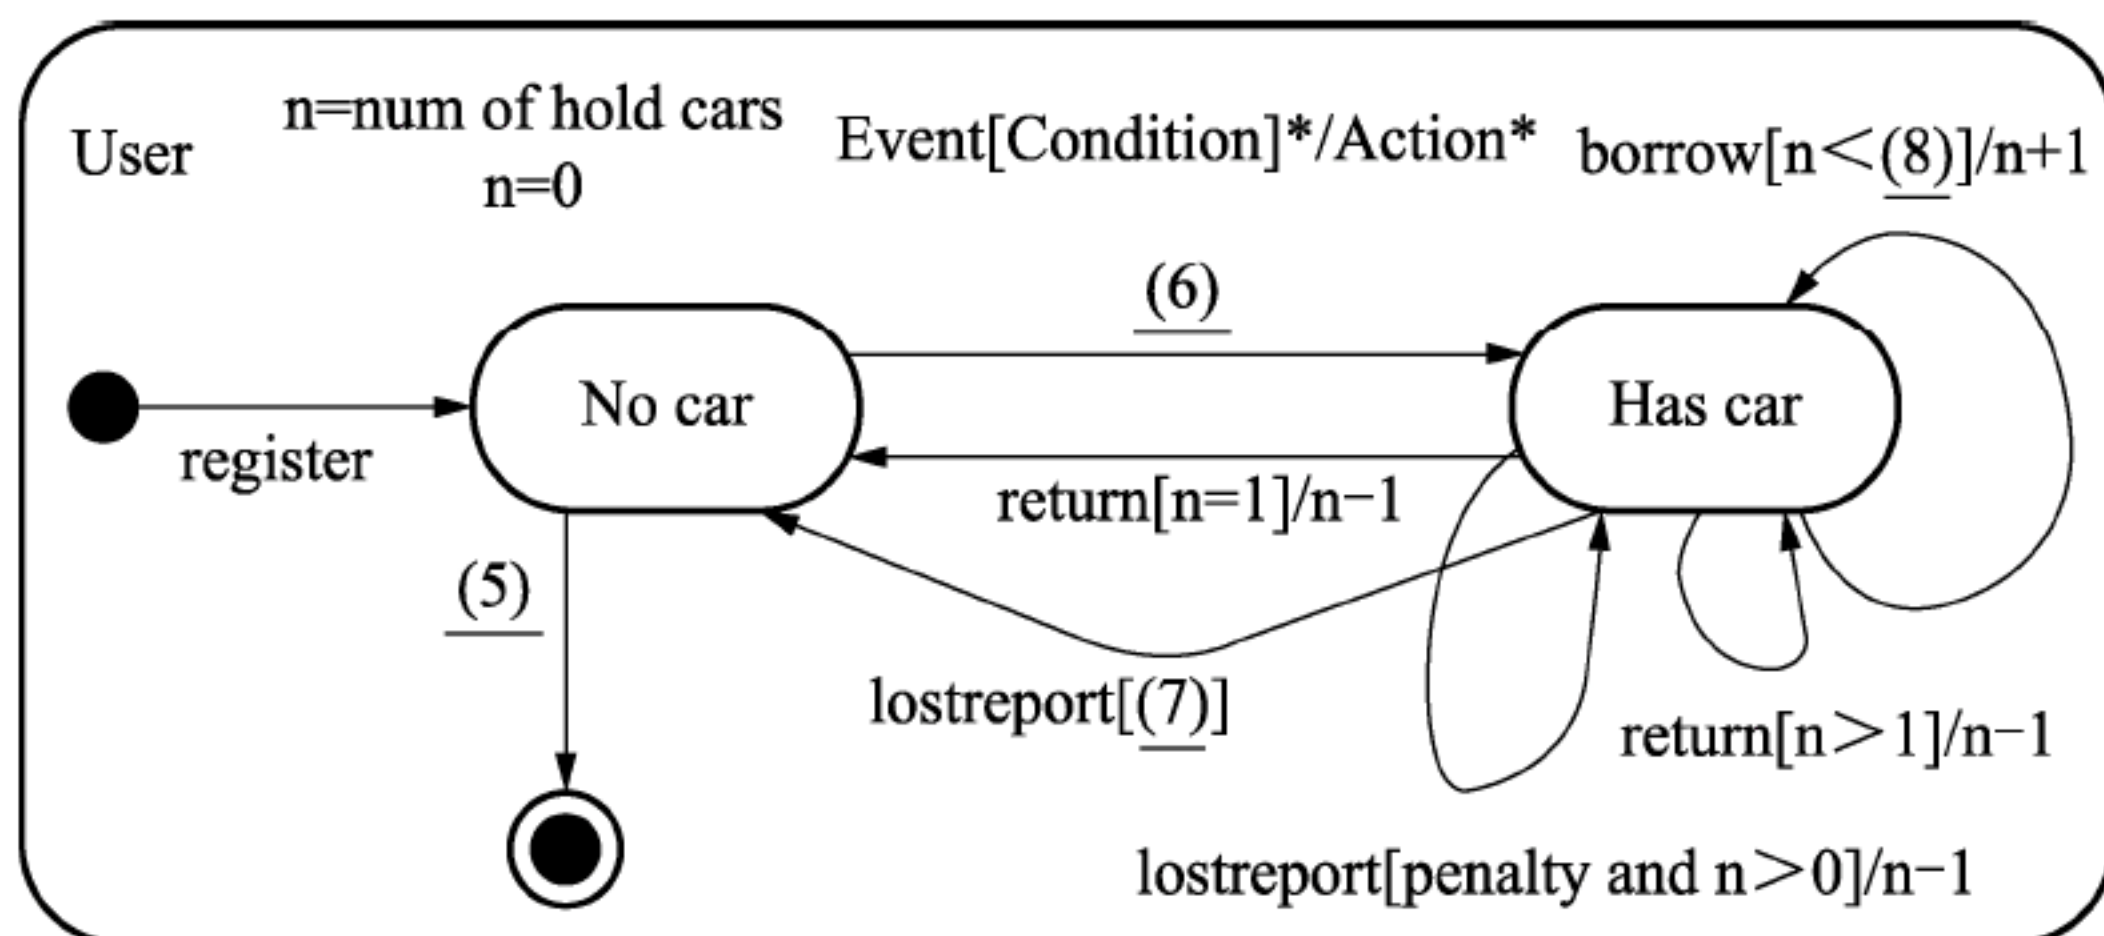 User
n=num of hold cars
n=0
Event[Condition]*/Action*
borrow[n<(8)]/n+1
(6)
No car
Has car
register
return[n=1]/n−1
(5)
lostreport[(7)]
return[n>1]/n−1
lostreport[penalty and n>0]/n−1